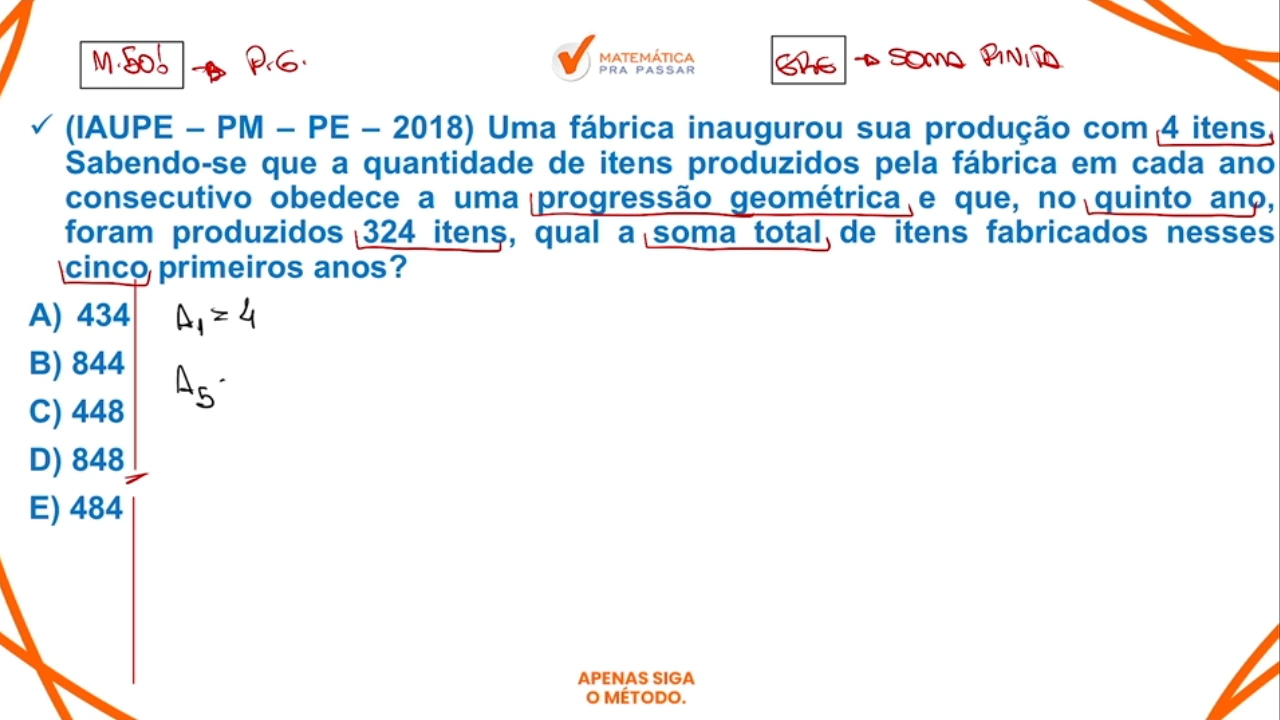 M.50! → P.G.
MATEMÁTICA
PRA PASSAR
→ SOMA FINITA
✓ (IAUPE – PM – PE – 2018) Uma fábrica inaugurou sua produção com 4 itens.
Sabendo-se que a quantidade de itens produzidos pela fábrica em cada ano
consecutivo obedece a uma progressão geométrica e que, no quinto ano,
foram produzidos 324 itens, qual a soma total de itens fabricados nesses
cinco primeiros anos?
A) 434
A₁ = 4
B) 844
A₅
C) 448
D) 848
E) 484
APENAS SIGA
O MÉTODO.